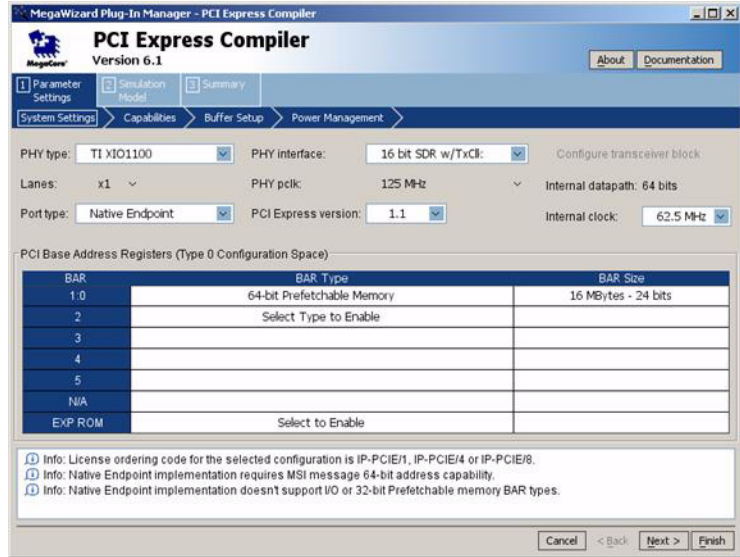 MegaWizard Plug-In Manager - PCI Express Compiler
PCI Express Compiler
MegaCore®
Version 6.1
About
Documentation
1 Parameter Settings
2 Simulation Model
3 Summary
System Settings
Capabilities
Buffer Setup
Power Management
PHY type: TI XIO1100
PHY interface: 16 bit SDR w/TxClk:
Configure transceiver block
Lanes: x1
PHY pclk: 125 MHz
Internal datapath: 64 bits
Port type: Native Endpoint
PCI Express version: 1.1
Internal clock: 62.5 MHz
PCI Base Address Registers (Type 0 Configuration Space)
BAR BAR Type BAR Size
1:0 64-bit Prefetchable Memory 16 MBytes - 24 bits
2 Select Type to Enable
3
4
5
N/A
EXP ROM Select to Enable
Info: License ordering code for the selected configuration is IP-PCIE/1, IP-PCIE/4 or IP-PCIE/8.
Info: Native Endpoint implementation requires MSI message 64-bit address capability.
Info: Native Endpoint implementation doesn't support I/O or 32-bit Prefetchable memory BAR types.
Cancel
< Back
Next >
Finish